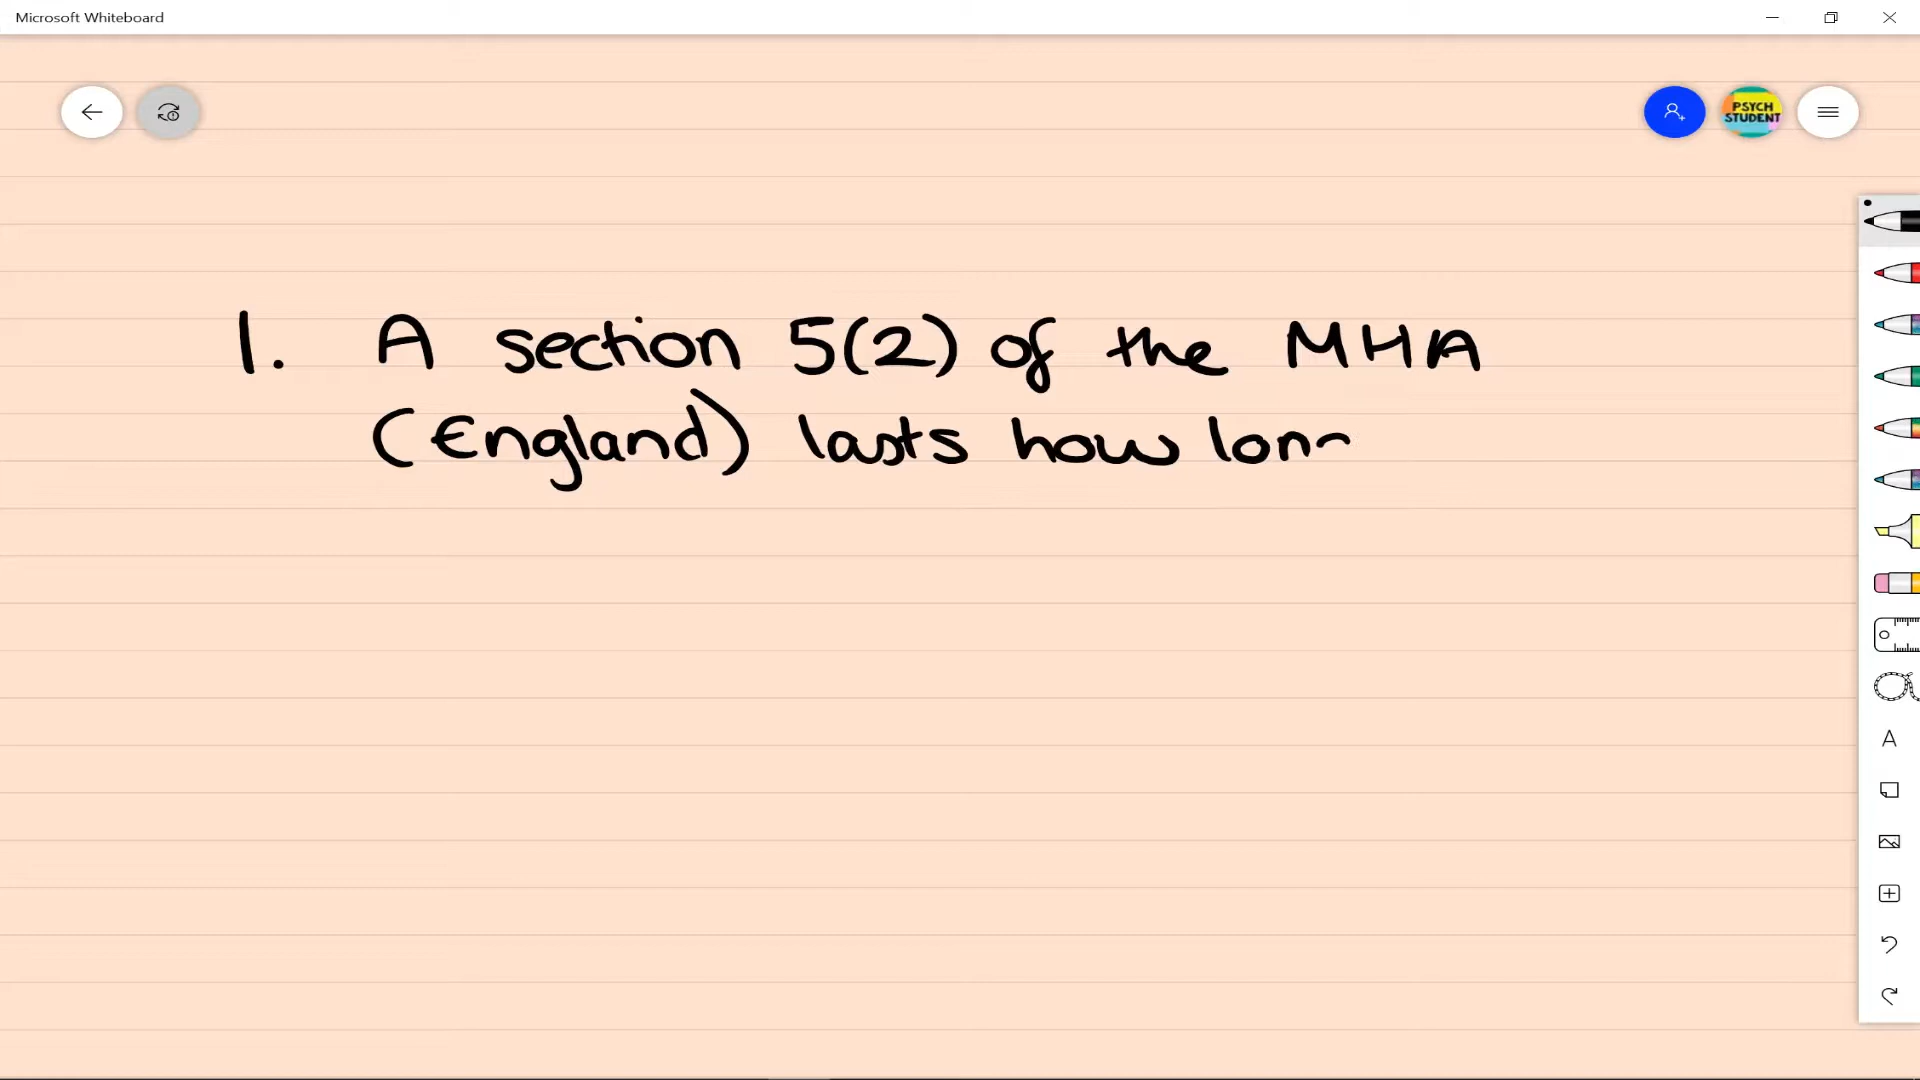 Microsoft Whiteboard
PSYCH
STUDENT
1. A section 5(2) of the MHA
(England) lasts how lon
A